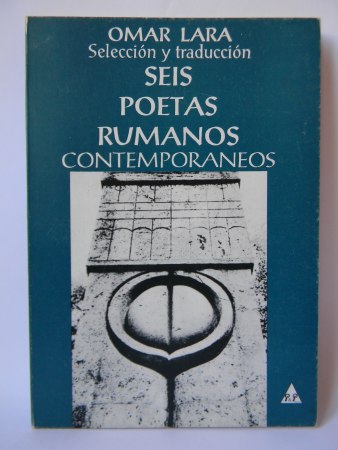 OMAR LARA
Selección y traducción
SEIS
POETAS
RUMANOS
CONTEMPORANEOS
P.P